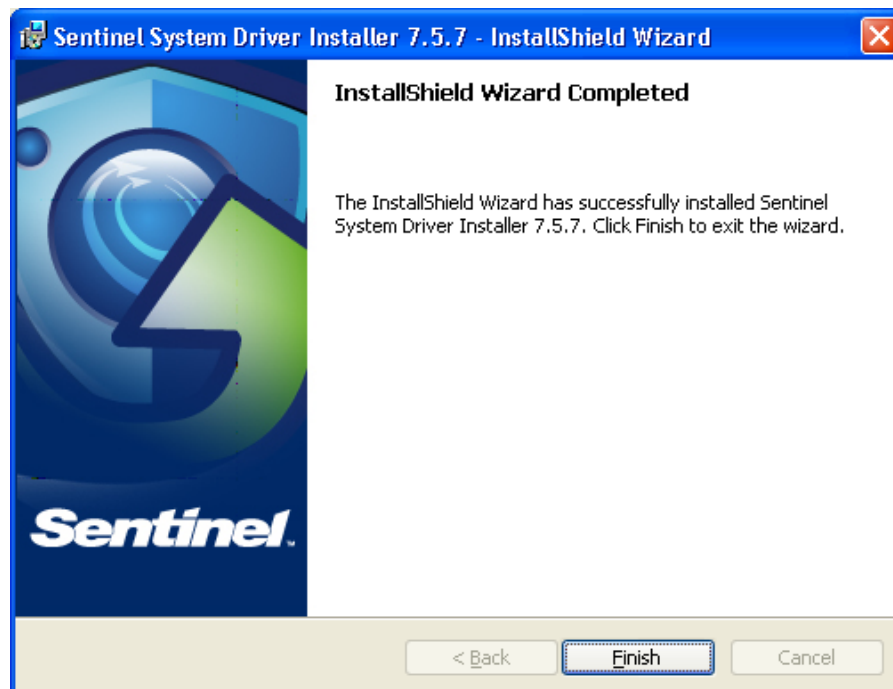 Sentinel System Driver Installer 7.5.7 - InstallShield Wizard
InstallShield Wizard Completed
The InstallShield Wizard has successfully installed Sentinel
System Driver Installer 7.5.7. Click Finish to exit the wizard.
Sentinel™
< Back
Finish
Cancel